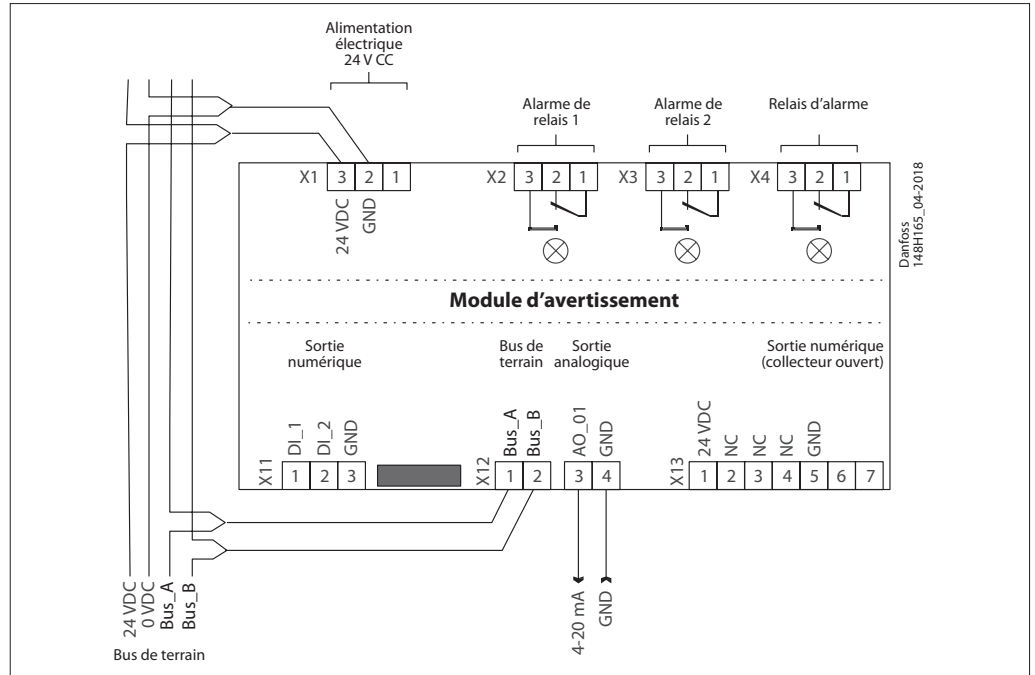 Alimentation
électrique
24 V CC
Alarme de
relais 1
Alarme de
relais 2
Relais d’alarme
X1 3 2 1
X2 3 2 1
X3 3 2 1
X4 3 2 1
24 VDC
GND
Danfoss
148H165_04-2018
Module d’avertissement
Sortie
numérique
Bus de
terrain
Sortie
analogique
Sortie numérique
(collecteur ouvert)
DI_1
DI_2
GND
Bus_A
Bus_B
AO_01
GND
24 VDC
NC
NC
NC
GND
X11 1 2 3
X12 1 2 3 4
X13 1 2 3 4 5 6 7
24 VDC
0 VDC
Bus_A
Bus_B
4-20 mA
GND
Bus de terrain